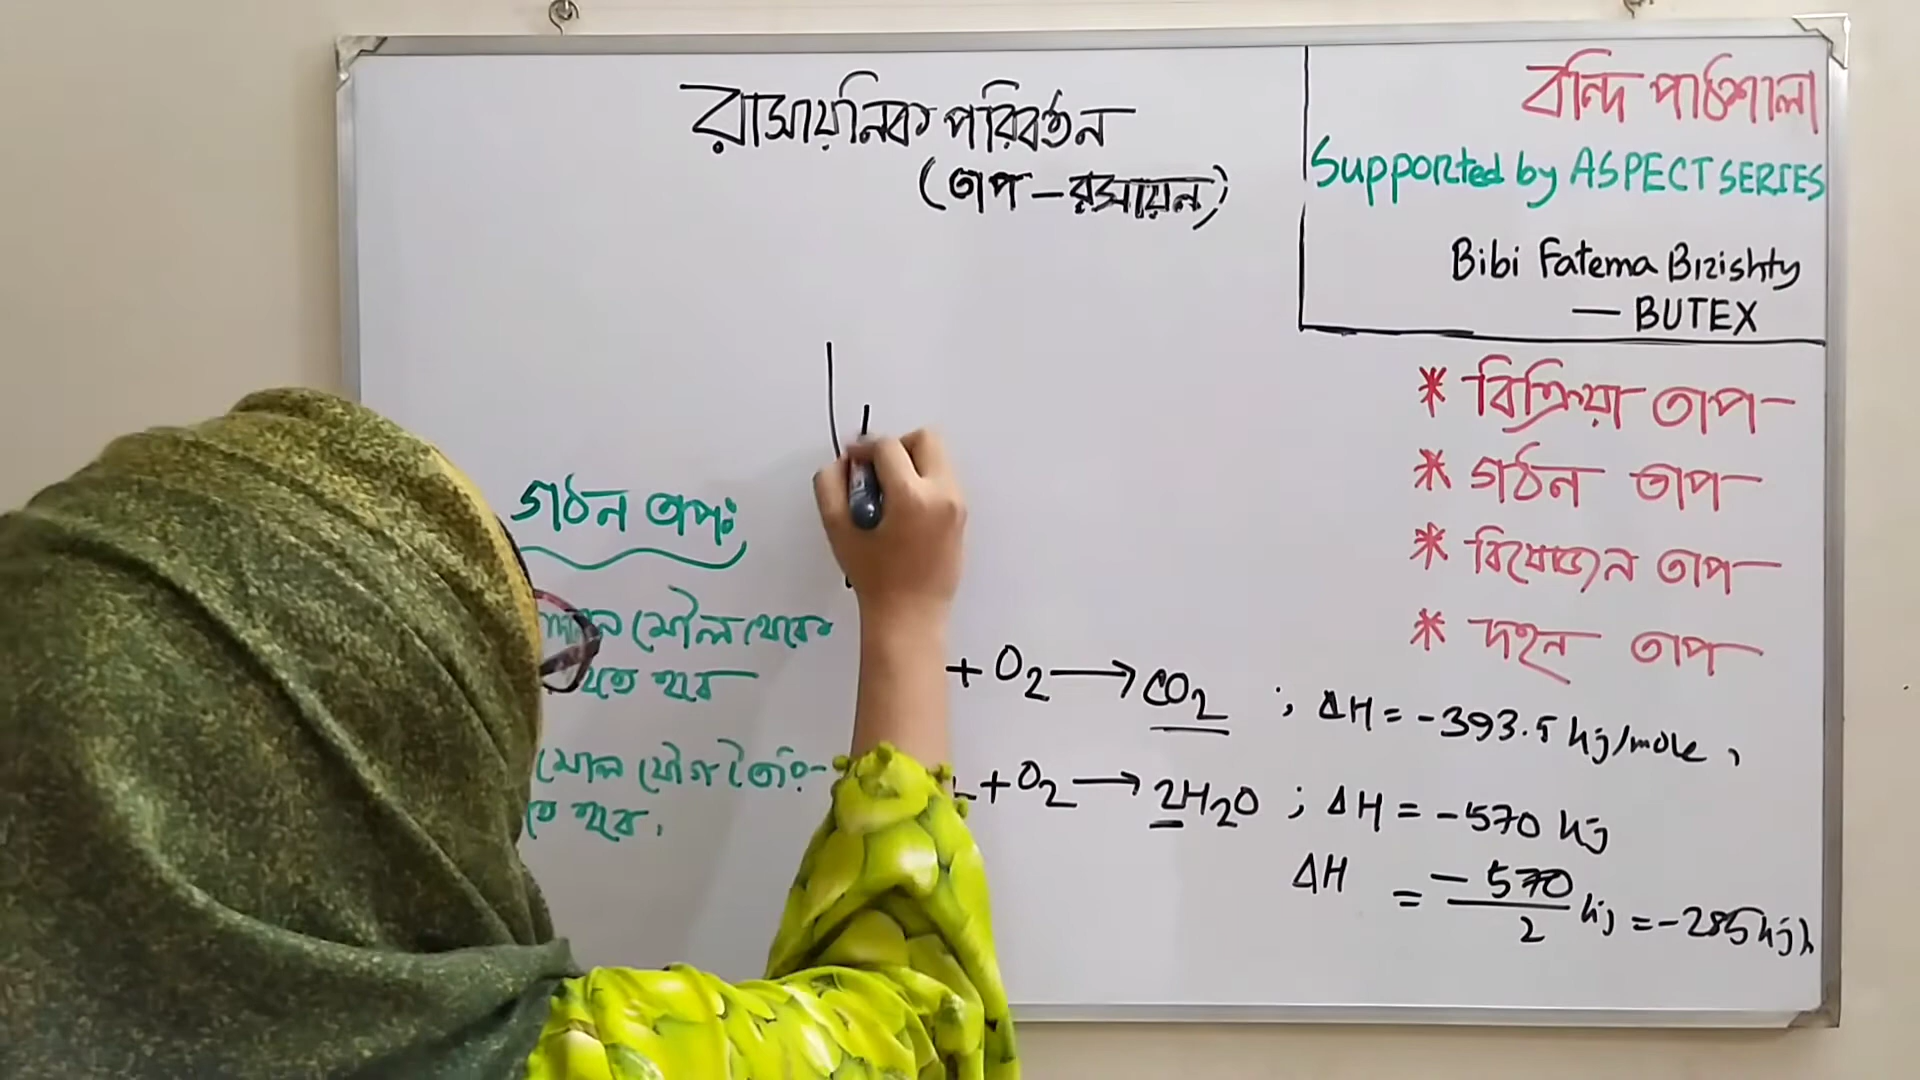 রাসায়নিক পরিবর্তন
(তাপ - রসায়ন)
বন্দি পাঠশালা
Supported by ASPECT SERIES
Bibi Fatema Brishty
— BUTEX
* বিক্রিয়া তাপ
* গঠন তাপ
* বিযোজন তাপ
* দহন তাপ
গঠন তাপঃ
মৌল থেকে
হবে
মোল যৌগ তৈরি
হবে।
+ O2 → CO2 ; ΔH = -393.5 kj/mole,
+ O2 → 2H2O ; ΔH = -570 kj
ΔH = -570/2 kj = -285 kj